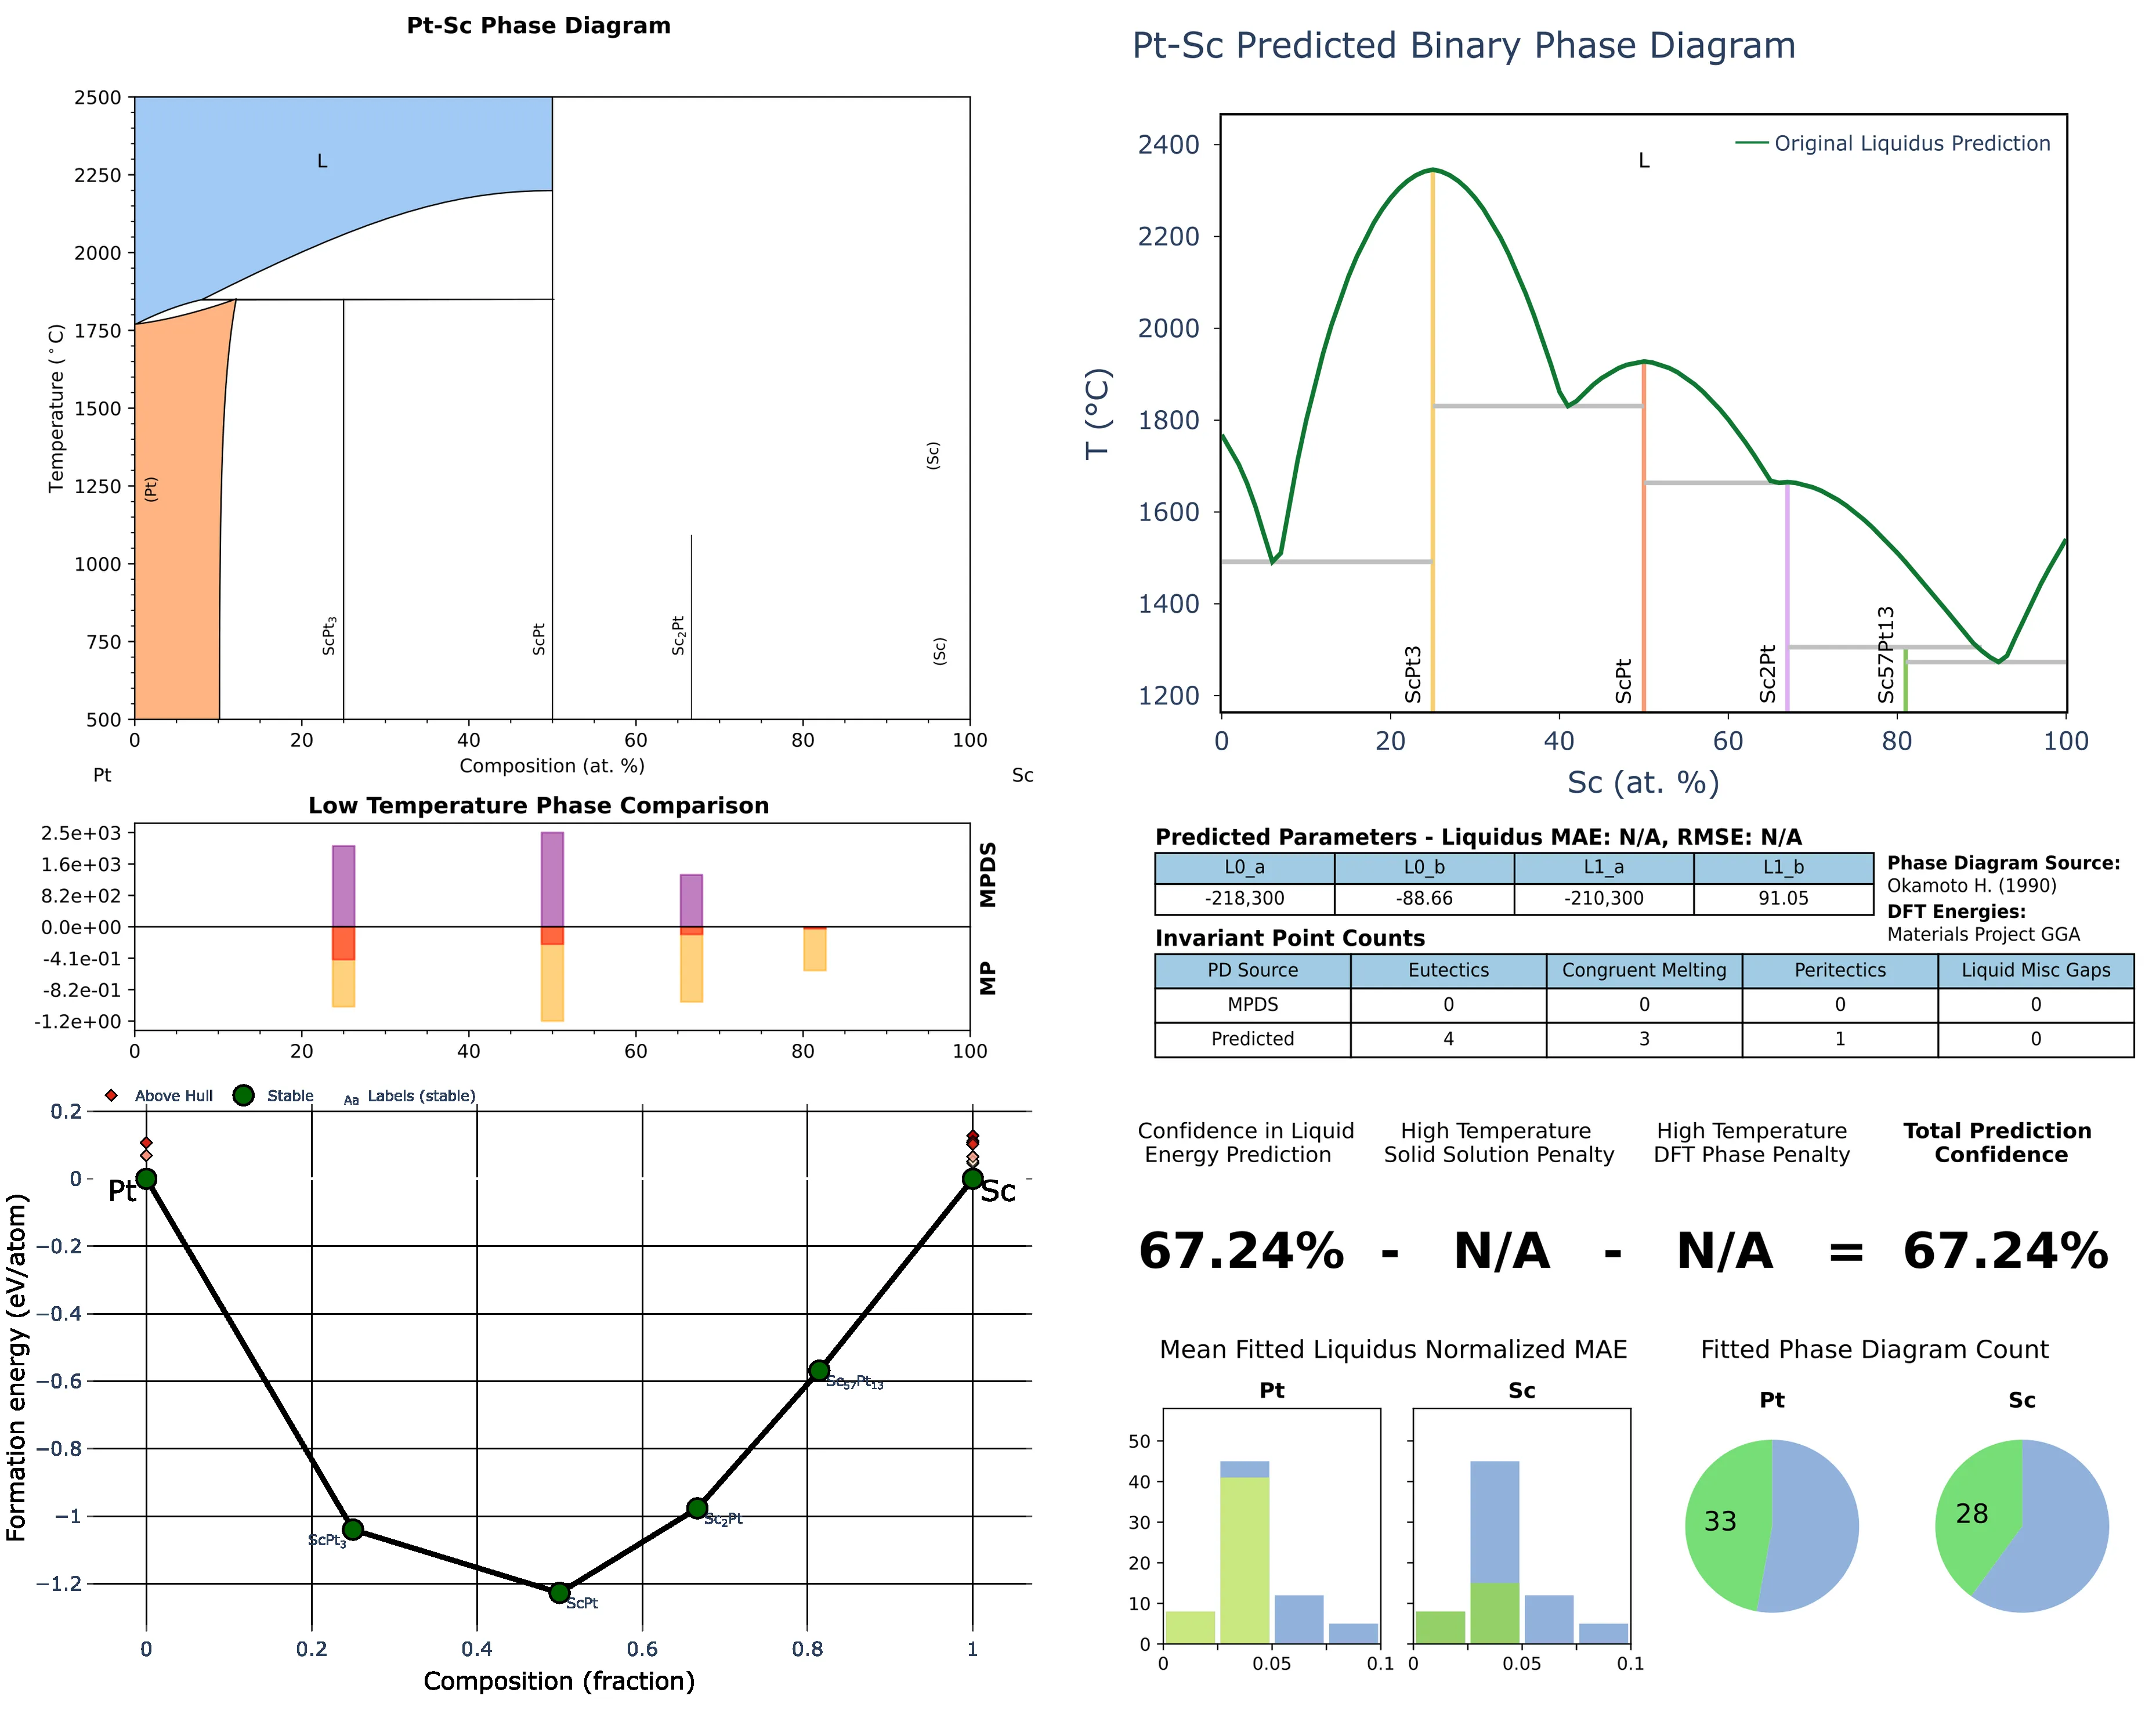 Pt-Sc Phase Diagram
2500
2250
2000
1750
1500
1250
1000
750
500
Temperature (°C)
L
(Pt)
ScPt3
ScPt
Sc2Pt
(Sc)
(Sc)
0 20 40 60 80 100
Composition (at. %)
Pt Sc
Low Temperature Phase Comparison
2.5e+03
1.6e+03
8.2e+02
0.0e+00
-4.1e-01
-8.2e-01
-1.2e+00
MPDS
MP
0 20 40 60 80 100
Above Hull Stable Aa Labels (stable)
0.2
0
−0.2
−0.4
−0.6
−0.8
−1
−1.2
Formation energy (eV/atom)
Pt
Sc
ScPt3
ScPt
Sc2Pt
Sc57Pt13
0 0.2 0.4 0.6 0.8 1
Composition (fraction)
Pt-Sc Predicted Binary Phase Diagram
2400
2200
2000
1800
1600
1400
1200
T (°C)
L
Original Liquidus Prediction
ScPt3
ScPt
Sc2Pt
Sc57Pt13
0 20 40 60 80 100
Sc (at. %)
Predicted Parameters - Liquidus MAE: N/A, RMSE: N/A
L0_a L0_b L1_a L1_b
-218,300 -88.66 -210,300 91.05
Phase Diagram Source:
Okamoto H. (1990)
DFT Energies:
Materials Project GGA
Invariant Point Counts
PD Source Eutectics Congruent Melting Peritectics Liquid Misc Gaps
MPDS 0 0 0 0
Predicted 4 3 1 0
Confidence in Liquid
Energy Prediction
High Temperature
Solid Solution Penalty
High Temperature
DFT Phase Penalty
Total Prediction
Confidence
67.24% - N/A - N/A = 67.24%
Mean Fitted Liquidus Normalized MAE
Pt Sc
50
40
30
20
10
0
0 0.05 0.1
0 0.05 0.1
Fitted Phase Diagram Count
Pt Sc
33 28